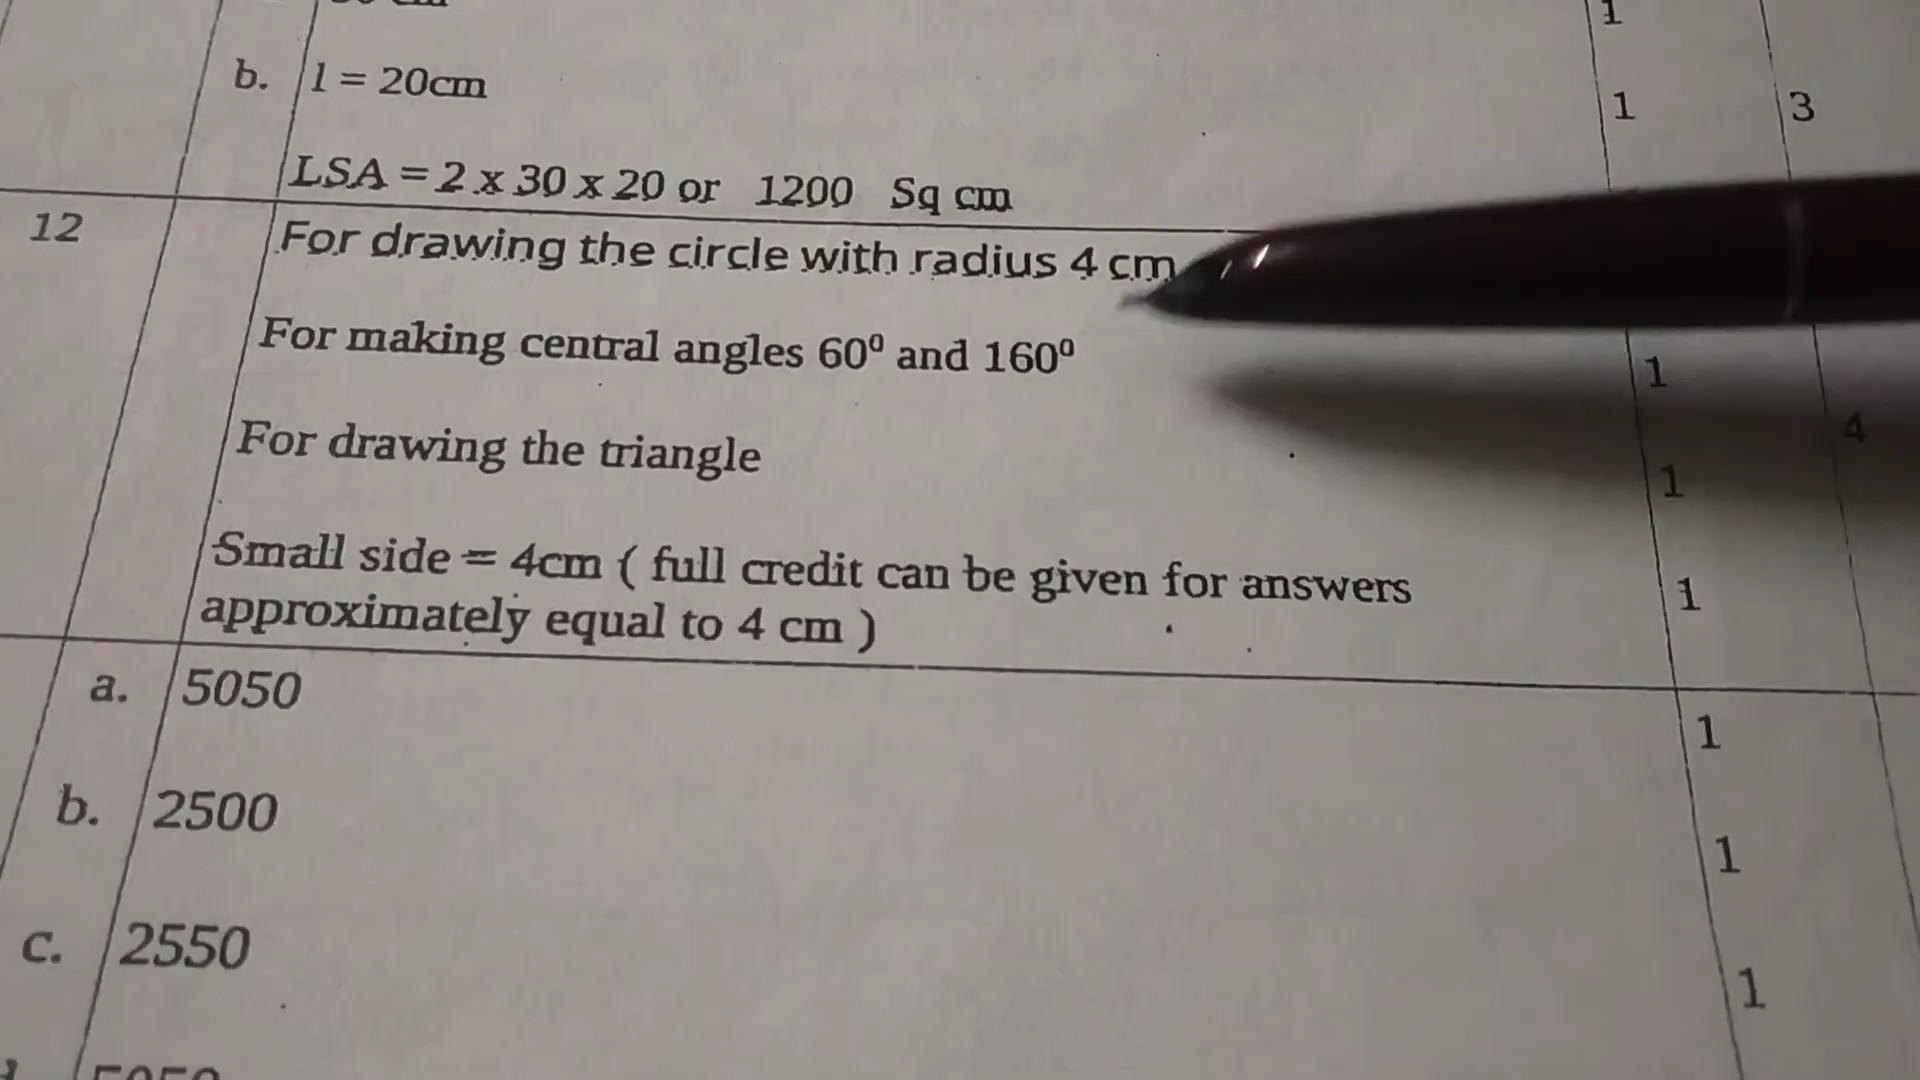 1
b. l = 20cm 1 3
LSA = 2 x 30 x 20 or 1200 Sq cm
12 For drawing the circle with radius 4 cm
For making central angles 60⁰ and 160⁰ 1
4
For drawing the triangle 1
Small side = 4cm ( full credit can be given for answers 1
approximately equal to 4 cm )
a. 5050 1
b. 2500 1
c. 2550 1